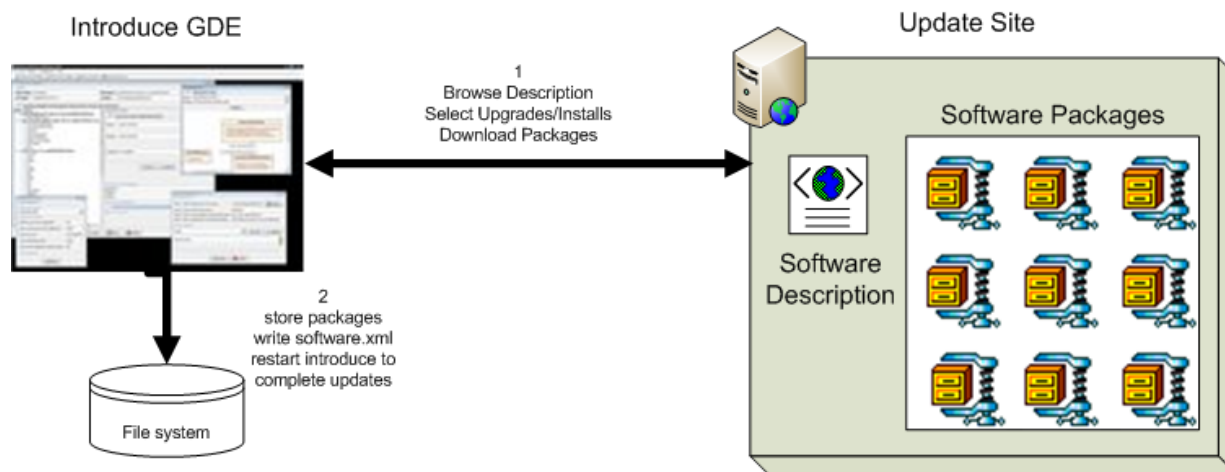 Introduce GDE
Update Site
1
Browse Description
Select Upgrades/Installs
Download Packages
Software Packages
Software
Description
2
store packages
write software.xml
restart introduce to
complete updates
File system